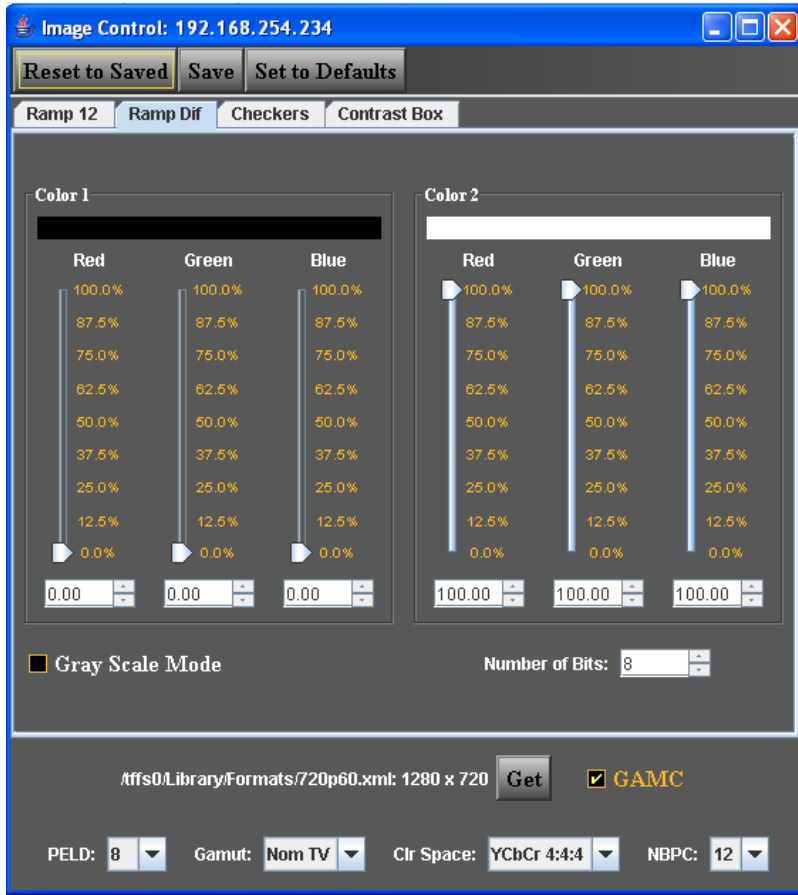 Image Control: 192.168.254.234
Reset to Saved Save Set to Defaults
Ramp 12 Ramp Dif Checkers Contrast Box
Color 1 Color 2
Red Green Blue Red Green Blue
100.0% 100.0% 100.0% 100.0% 100.0% 100.0%
87.5% 87.5% 87.5% 87.5% 87.5% 87.5%
75.0% 75.0% 75.0% 75.0% 75.0% 75.0%
62.5% 62.5% 62.5% 62.5% 62.5% 62.5%
50.0% 50.0% 50.0% 50.0% 50.0% 50.0%
37.5% 37.5% 37.5% 37.5% 37.5% 37.5%
25.0% 25.0% 25.0% 25.0% 25.0% 25.0%
12.5% 12.5% 12.5% 12.5% 12.5% 12.5%
0.0% 0.0% 0.0% 0.0% 0.0% 0.0%
0.00 0.00 0.00 100.00 100.00 100.00
Gray Scale Mode Number of Bits: 8
/tffs0/Library/Formats/720p60.xml: 1280 x 720 Get GAMC
PELD: 8 Gamut: Nom TV Clr Space: YCbCr 4:4:4 NBPC: 12